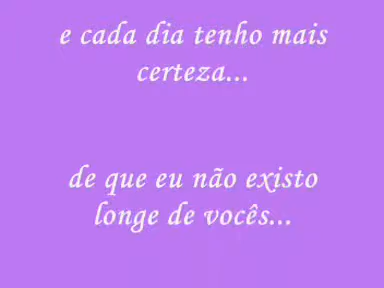 e cada dia tenho mais
certeza...
de que eu não existo
longe de vocês...